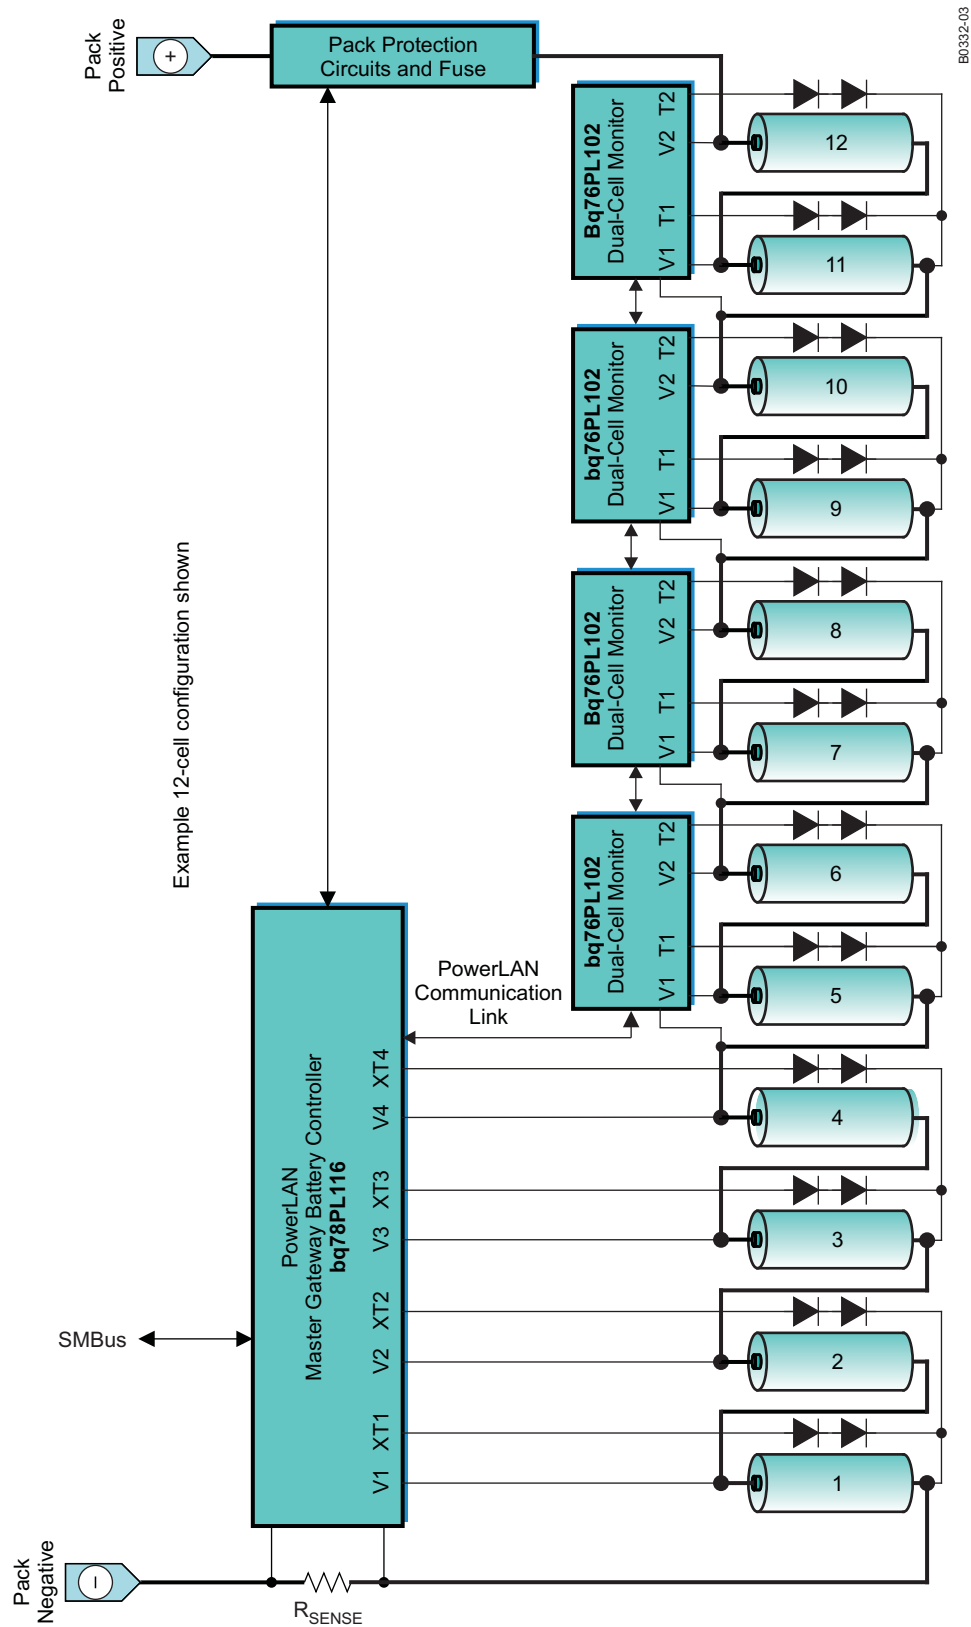 Pack
Positive
+
Pack Protection
Circuits and Fuse
B0332-03
Bq76PL102
Dual-Cell Monitor
V1 T1 V2 T2
12
11
bq76PL102
Dual-Cell Monitor
V1 T1 V2 T2
10
9
Example 12-cell configuration shown
Bq76PL102
Dual-Cell Monitor
V1 T1 V2 T2
8
7
bq76PL102
Dual-Cell Monitor
V1 T1 V2 T2
6
5
PowerLAN
Communication
Link
PowerLAN
Master Gateway Battery Controller
bq78PL116
V1 XT1 V2 XT2 V3 XT3 V4 XT4
4
3
SMBus
2
1
Pack
Negative
–
RSENSE